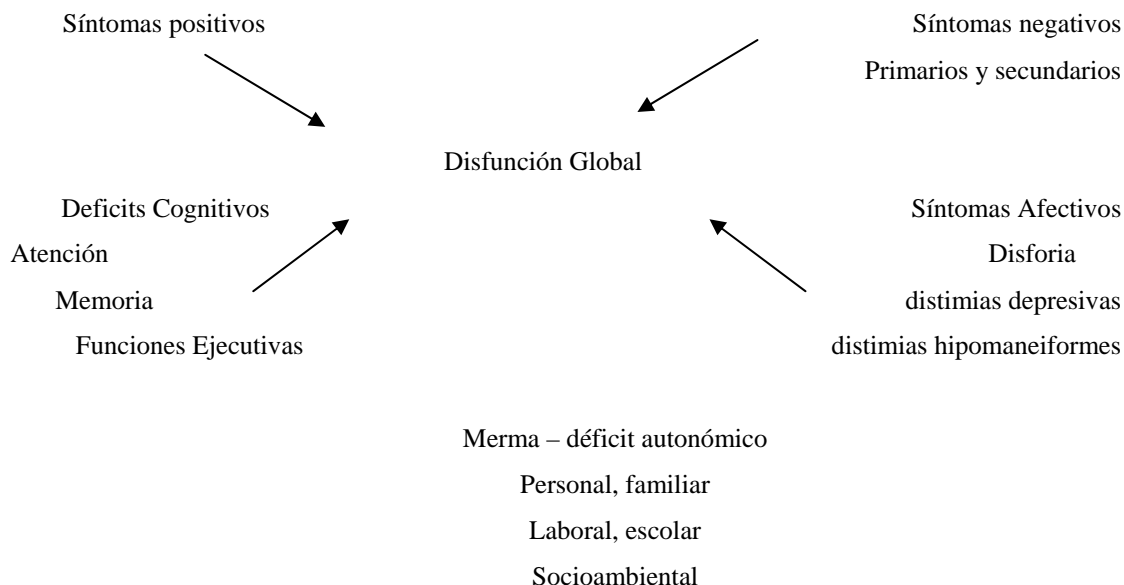 Síntomas positivos
Síntomas negativos
Primarios y secundarios
Disfunción Global
Deficits Cognitivos
Atención
Memoria
Funciones Ejecutivas
Síntomas Afectivos
Disforia
distimias depresivas
distimias hipomaneiformes
Merma – déficit autonómico
Personal, familiar
Laboral, escolar
Socioambiental